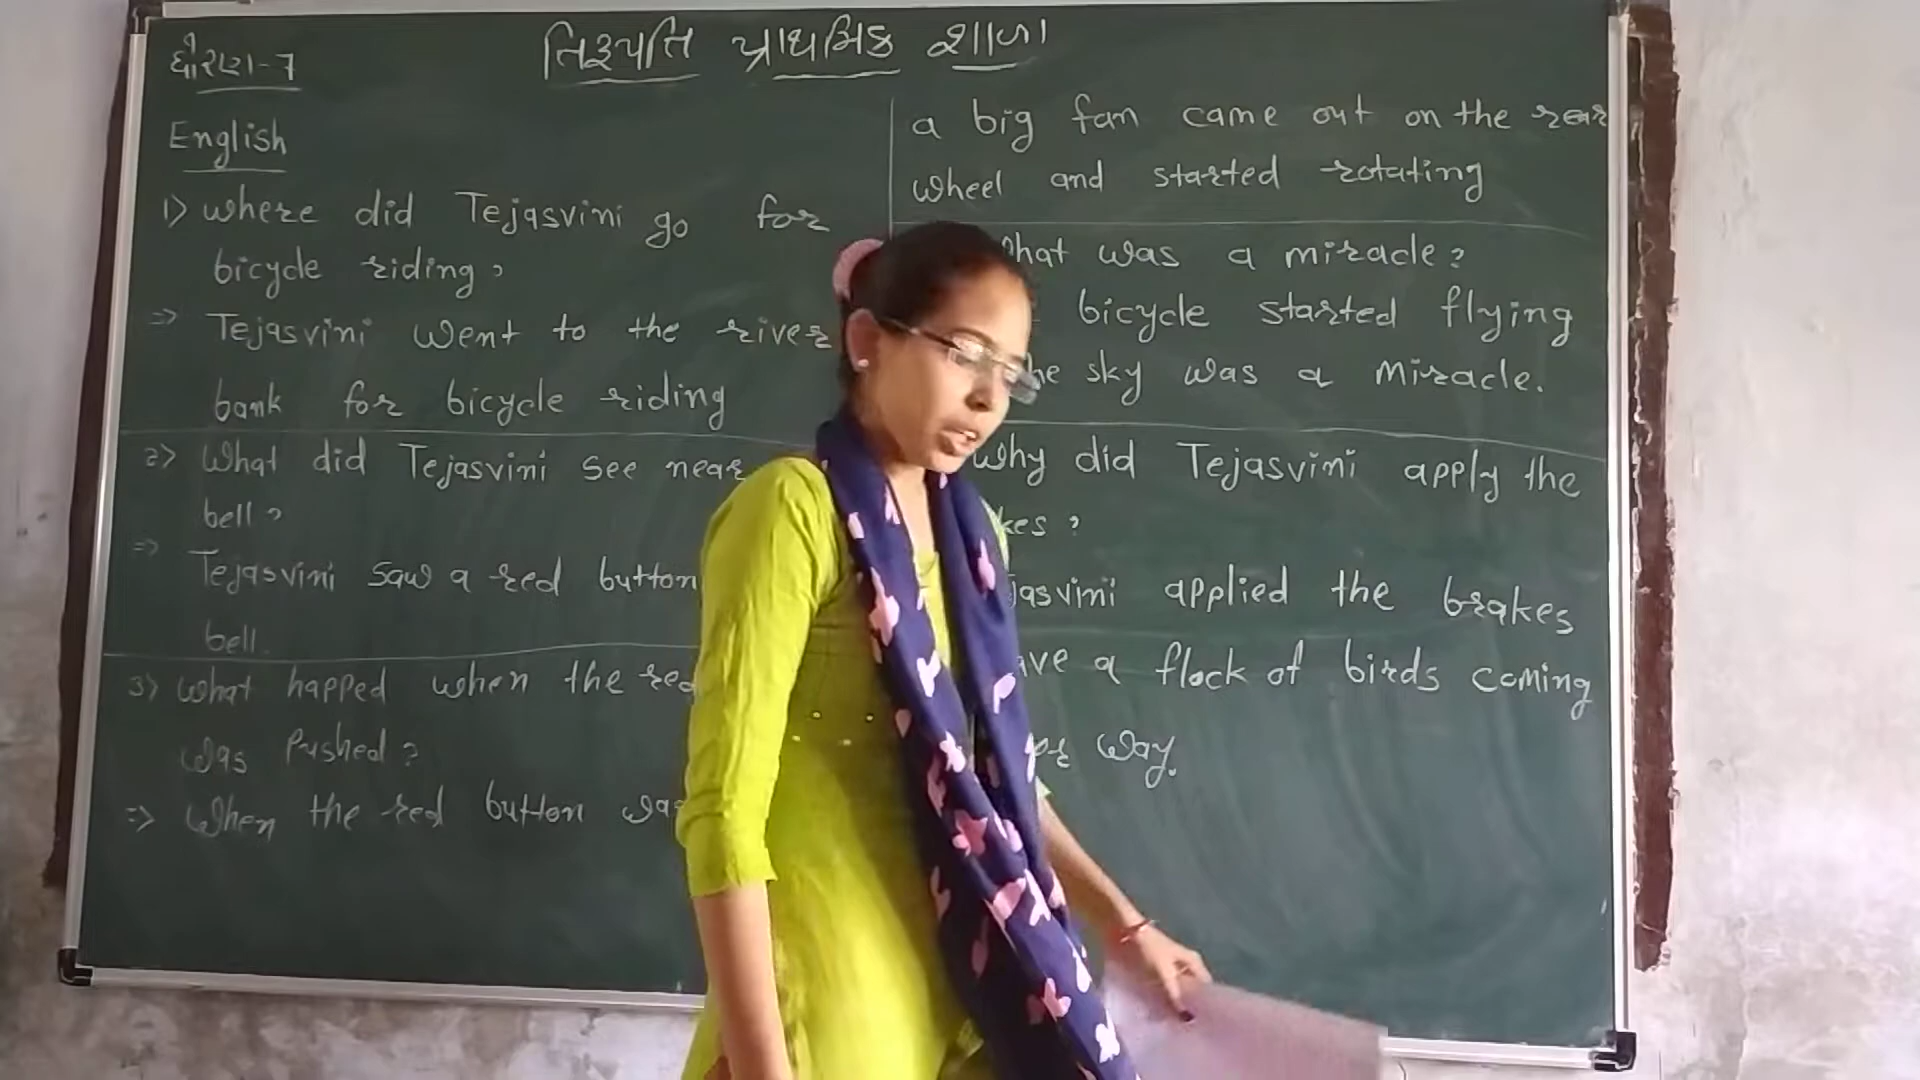 તિરૂપતિ પ્રાથમિક શાળા
ધોરણ-7
English
1) where did Tejasvini go for
bicycle riding?
=> Tejasvini went to the river
bank for bicycle riding
2) What did Tejasvini see near
bell?
=> Tejasvini saw a red button
bell.
3) What happed when the red
was Pushed?
=> When the red button was
a big fan came out on the rear
wheel and started rotating
What was a miracle?
bicycle started flying
the sky was a miracle.
Why did Tejasvini apply the
kes?
jasvini applied the brakes
ave a flock of birds coming
way.